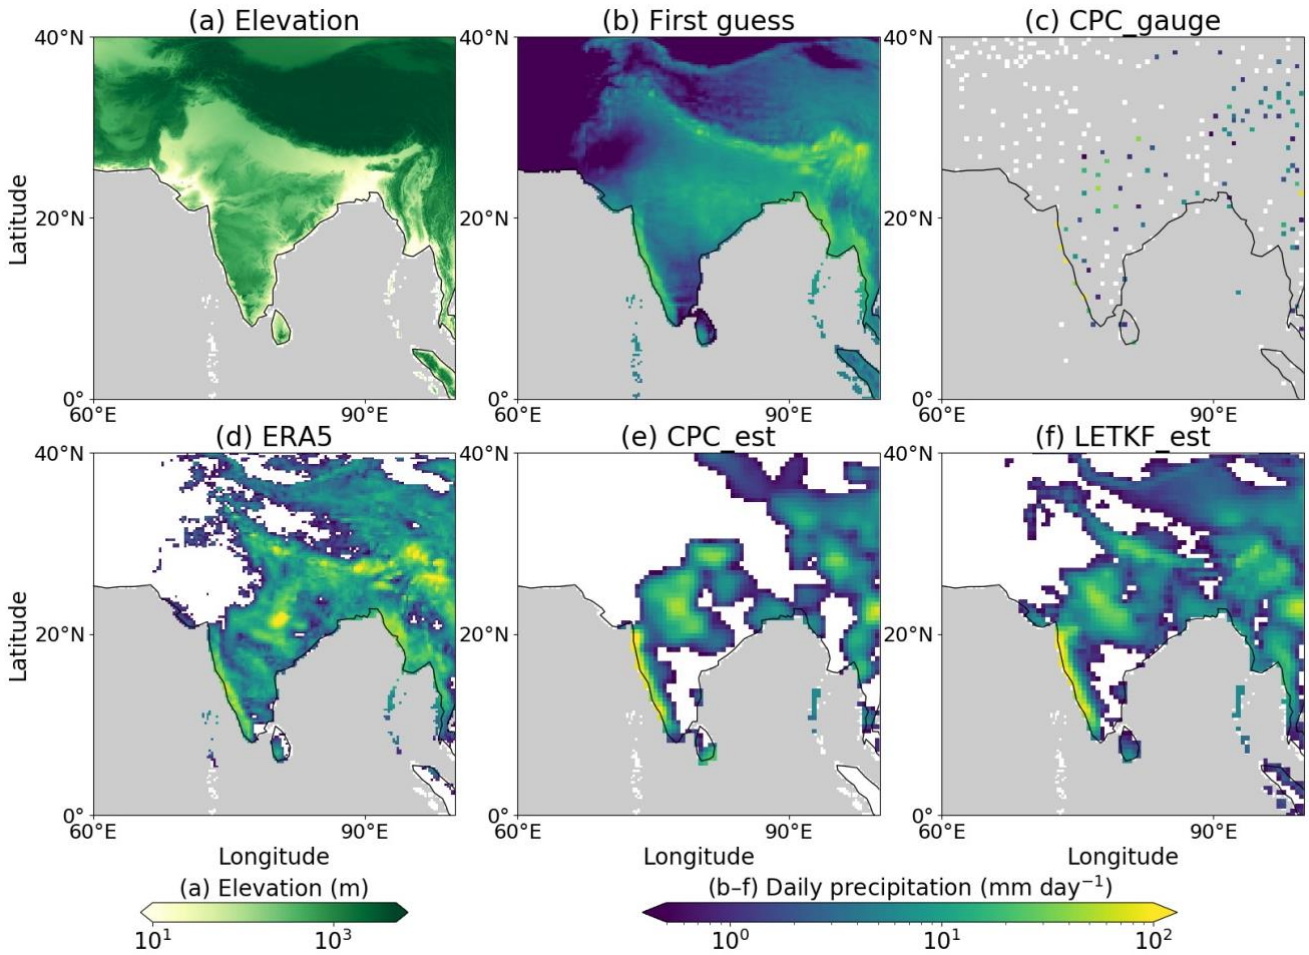 (a) Elevation
(b) First guess
(c) CPC_gauge
40°N
40°N
40°N
Latitude
20°N
20°N
20°N
0°
0°
0°
60°E
90°E
60°E
90°E
60°E
90°E
(d) ERA5
(e) CPC_est
(f) LETKF_est
40°N
40°N
40°N
Latitude
20°N
20°N
20°N
0°
0°
0°
60°E
90°E
60°E
90°E
60°E
90°E
Longitude
Longitude
Longitude
(a) Elevation (m)
(b–f) Daily precipitation (mm day⁻¹)
10¹
10³
10⁰
10¹
10²